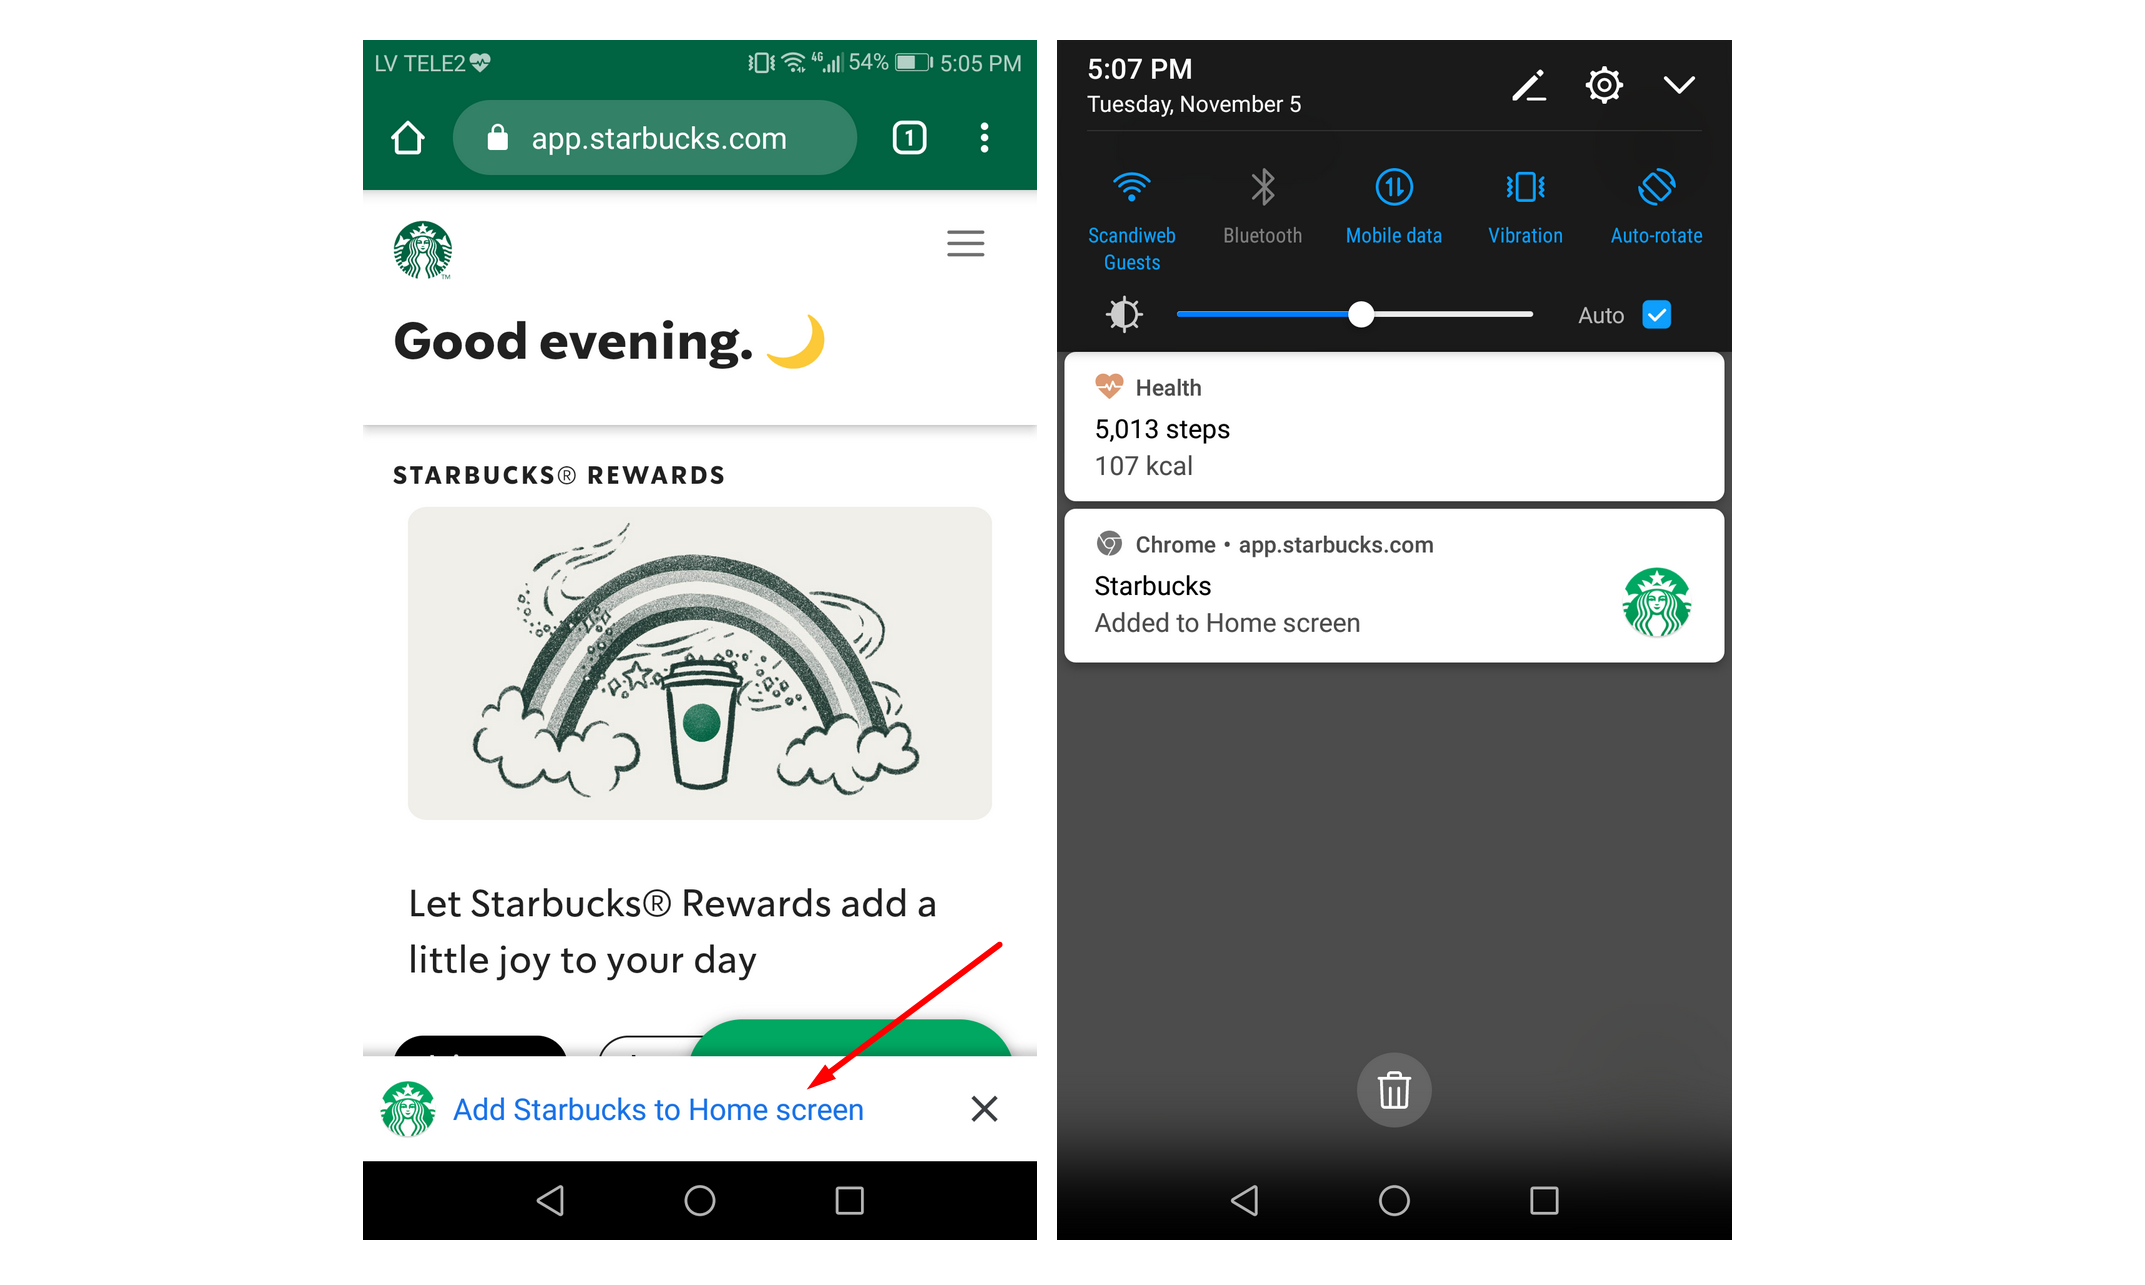 LV TELE2
4G
54%
5:05 PM
app.starbucks.com
1
TM
Good evening.
STARBUCKS® REWARDS
Let Starbucks® Rewards add a
little joy to your day
Add Starbucks to Home screen
5:07 PM
Tuesday, November 5
Scandiweb
Guests
Bluetooth
Mobile data
Vibration
Auto-rotate
Auto
Health
5,013 steps
107 kcal
Chrome • app.starbucks.com
Starbucks
Added to Home screen